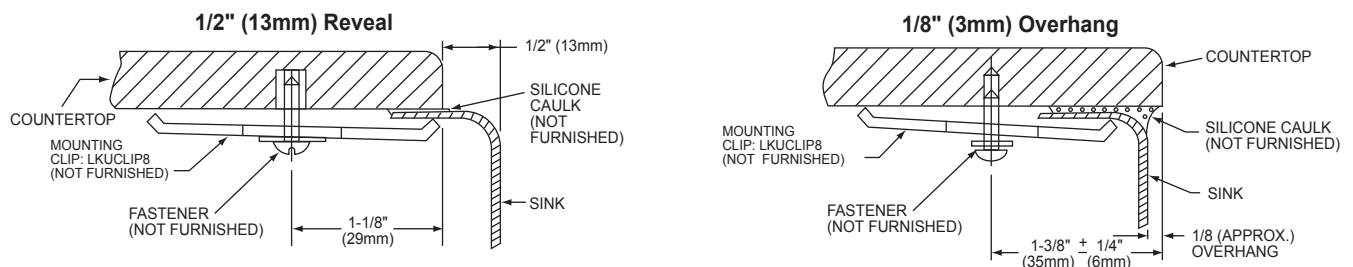 1/2" (13mm) Reveal
1/2" (13mm)
SILICONE
CAULK
(NOT
FURNISHED)
COUNTERTOP
MOUNTING
CLIP: LKUCLIP8
(NOT FURNISHED)
FASTENER
(NOT FURNISHED)
1-1/8"
(29mm)
SINK
1/8" (3mm) Overhang
COUNTERTOP
MOUNTING
CLIP: LKUCLIP8
(NOT FURNISHED)
SILICONE CAULK
(NOT FURNISHED)
SINK
FASTENER
(NOT FURNISHED)
1-3/8" ± 1/4"
(35mm) (6mm)
1/8 (APPROX.)
OVERHANG